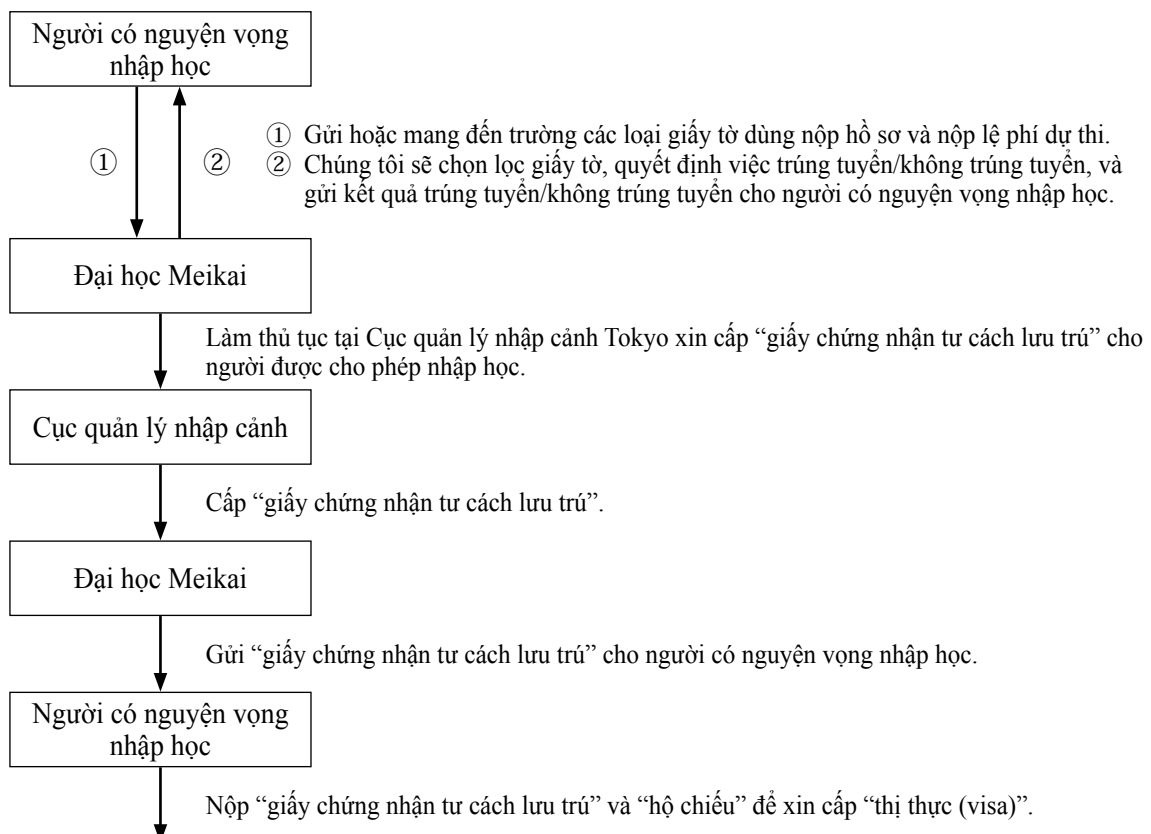 Người có nguyện vọng
nhập học
① ②
① Gửi hoặc mang đến trường các loại giấy tờ dùng nộp hồ sơ và nộp lệ phí dự thi.
② Chúng tôi sẽ chọn lọc giấy tờ, quyết định việc trúng tuyển/không trúng tuyển, và
gửi kết quả trúng tuyển/không trúng tuyển cho người có nguyện vọng nhập học.
Đại học Meikai
Làm thủ tục tại Cục quản lý nhập cảnh Tokyo xin cấp “giấy chứng nhận tư cách lưu trú” cho
người được cho phép nhập học.
Cục quản lý nhập cảnh
Cấp “giấy chứng nhận tư cách lưu trú”.
Đại học Meikai
Gửi “giấy chứng nhận tư cách lưu trú” cho người có nguyện vọng nhập học.
Người có nguyện vọng
nhập học
Nộp “giấy chứng nhận tư cách lưu trú” và “hộ chiếu” để xin cấp “thị thực (visa)”.